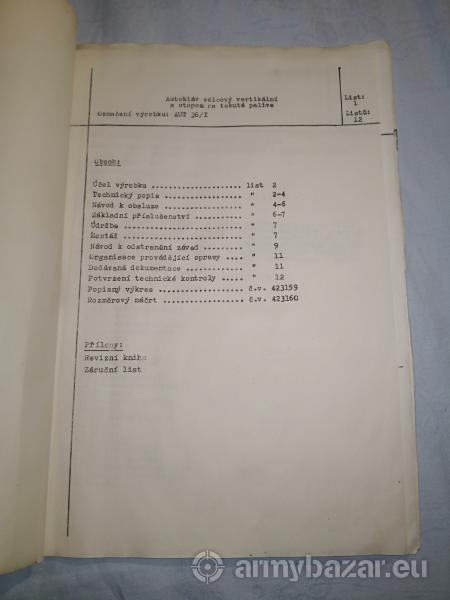 Autokláv válcový vertikální
s otopem na tekutá paliva
Označení výrobku: AUT 36/I
List:
1
Listů:
12
Obsah:
Účel výrobku ..................... list 2
Technický popis ................... " 2-4
Návod k obsluze ................... " 4-6
Základní příslušenství ............ " 6-7
Údržba ............................ " 7
Montáž ............................ " 7
Návod k odstranění závad .......... " 9
Organisace provádějící opravy ..... " 11
Dodávaná dokumentace .............. " 11
Potvrzení technické kontroly ...... " 12
Popisný výkres .................... č.v. 423159
Rozměrový náčrt ................... č.v. 423160
Přílohy:
Revizní kniha
Záruční list
armybazar.eu